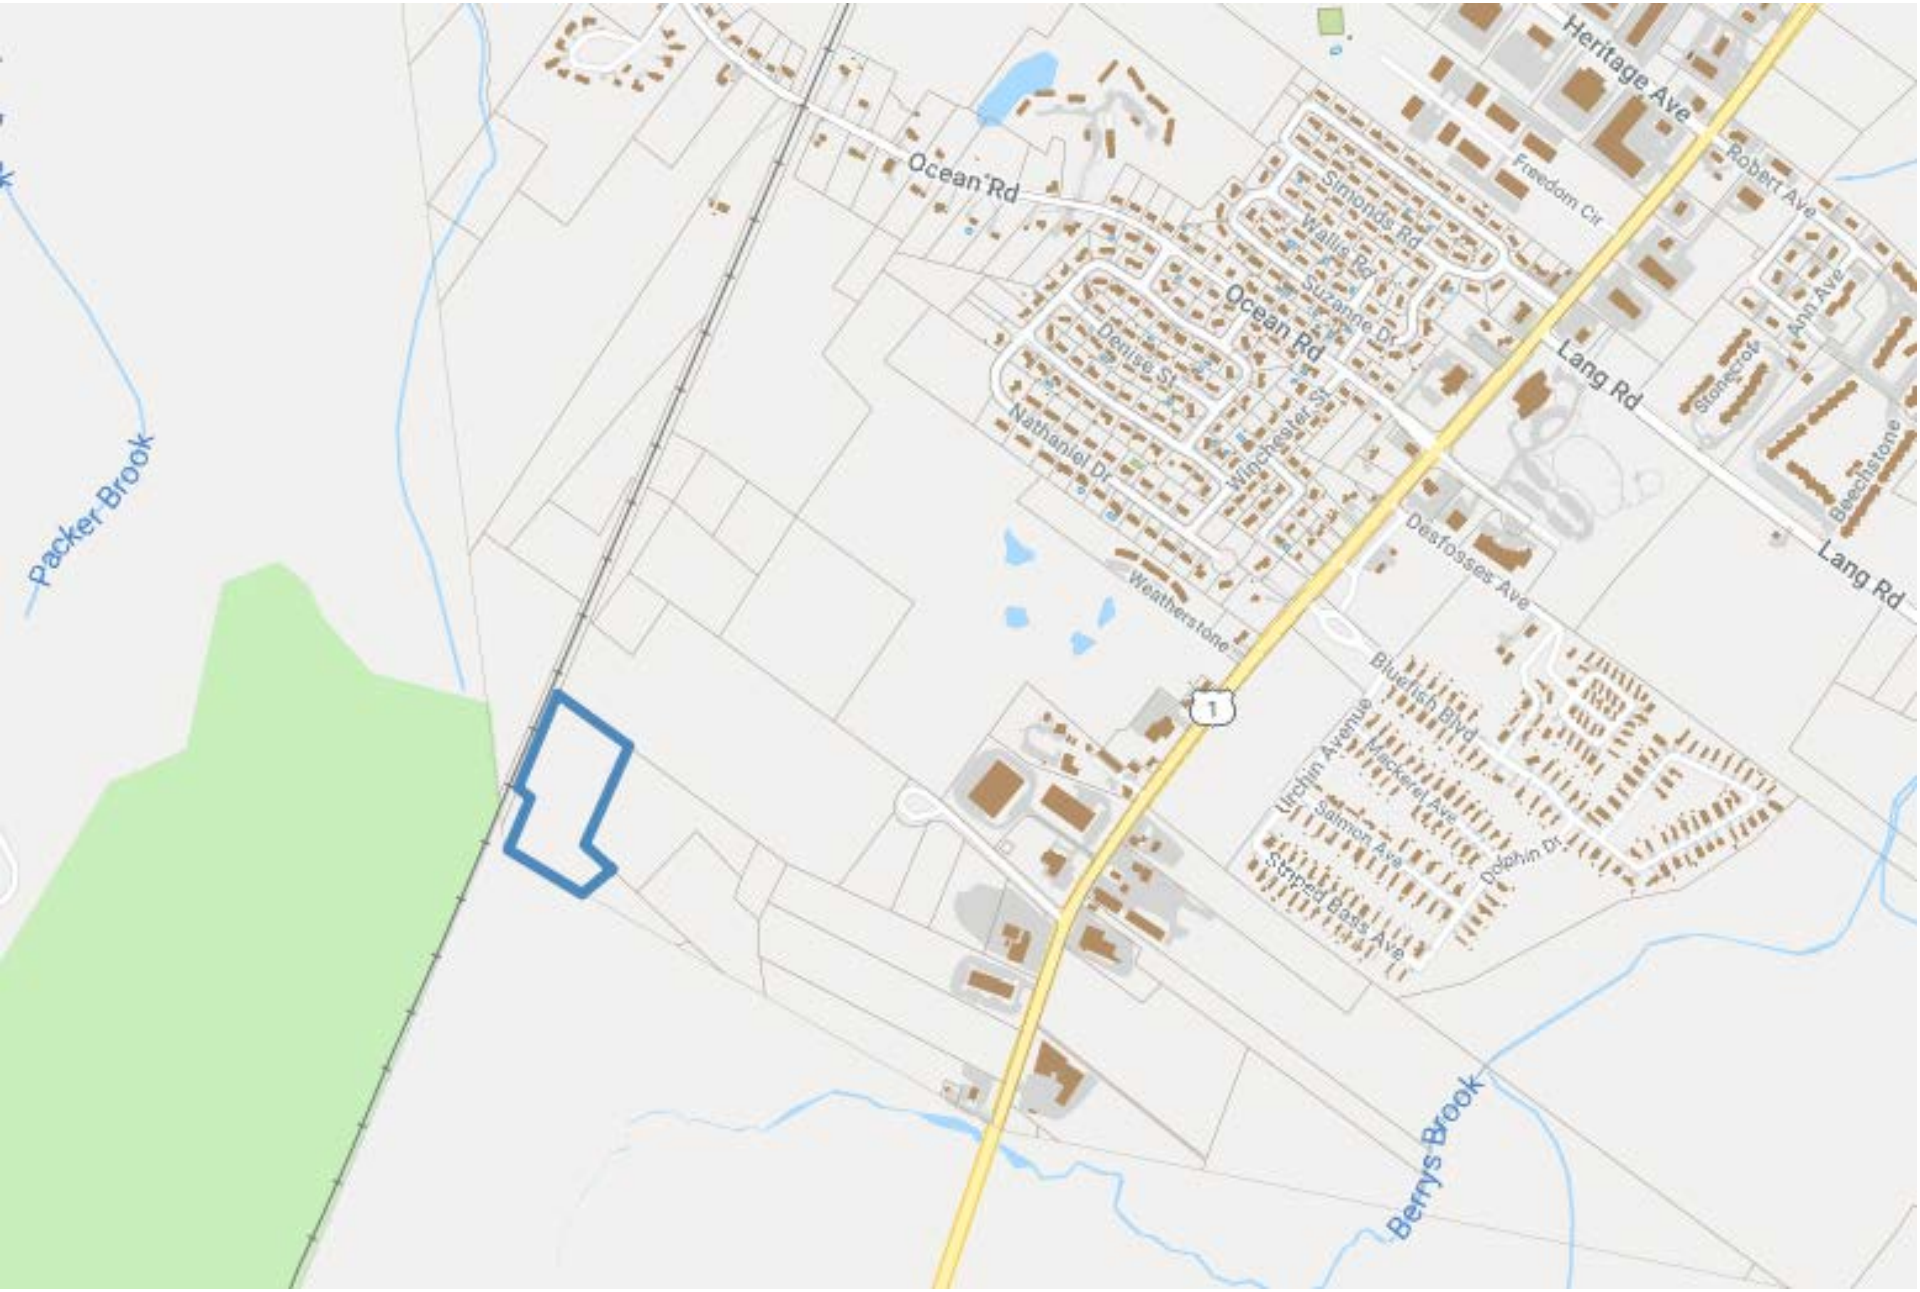 Heritage Ave
Robert Ave
Freedom Cir
Ocean Rd
Simonds Rd
Wallis Rd
Suzanne Dr
Ocean Rd
Ann Ave
Lang Rd
Stonecrop
Denise St
Nathaniel Dr
Winchester St
Beechstone
Packer Brook
Desfosses Ave
Lang Rd
Weatherstone
Bluefish Blvd
1
Urchin Avenue
Mackerel Ave
Salmon Ave
Dolphin Dr
Striped Bass Ave
Berrys Brook